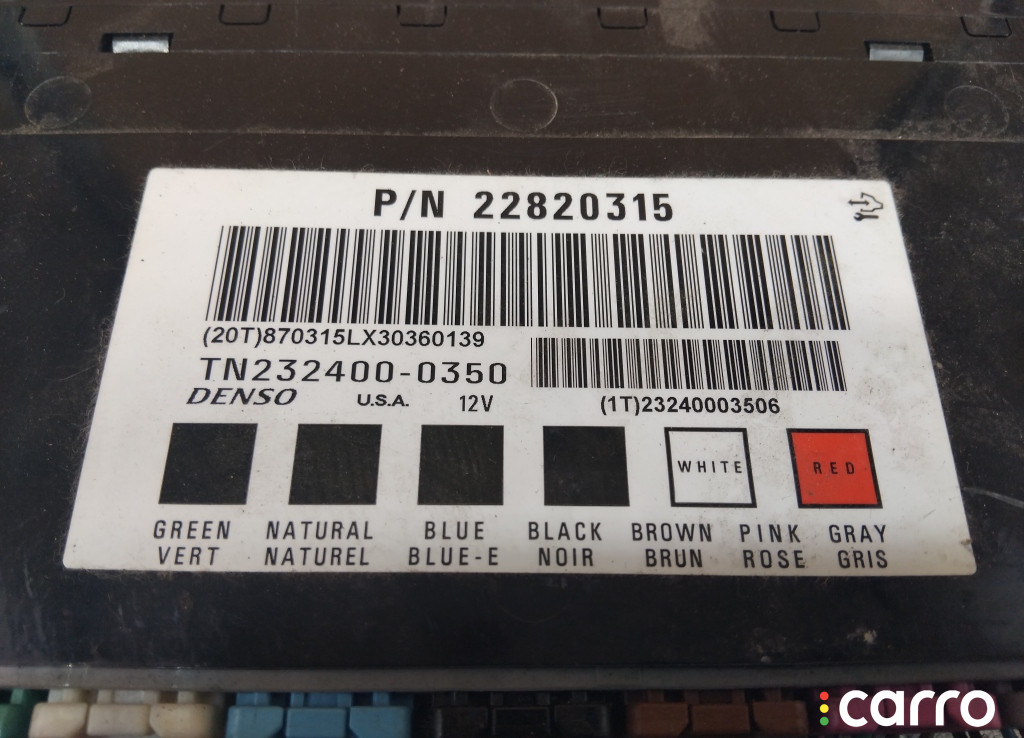 P/N 22820315
(20T)870315LX30360139
TN232400-0350
DENSO U.S.A. 12V
(1T)23240003506
WHITE RED
GREEN NATURAL BLUE BLACK BROWN PINK GRAY
VERT NATUREL BLUE-E NOIR BRUN ROSE GRIS
carro